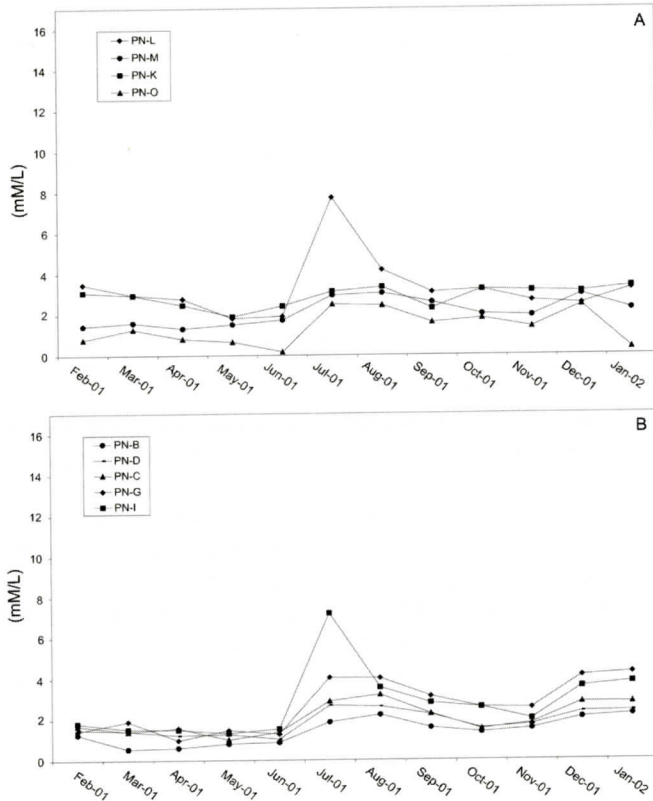 A
PN-L
PN-M
PN-K
PN-O
(mM/L)
16
14
12
10
8
6
4
2
0
Feb-01 Mar-01 Apr-01 May-01 Jun-01 Jul-01 Aug-01 Sep-01 Oct-01 Nov-01 Dec-01 Jan-02
B
PN-B
PN-D
PN-C
PN-G
PN-I
(mM/L)
16
14
12
10
8
6
4
2
0
Feb-01 Mar-01 Apr-01 May-01 Jun-01 Jul-01 Aug-01 Sep-01 Oct-01 Nov-01 Dec-01 Jan-02